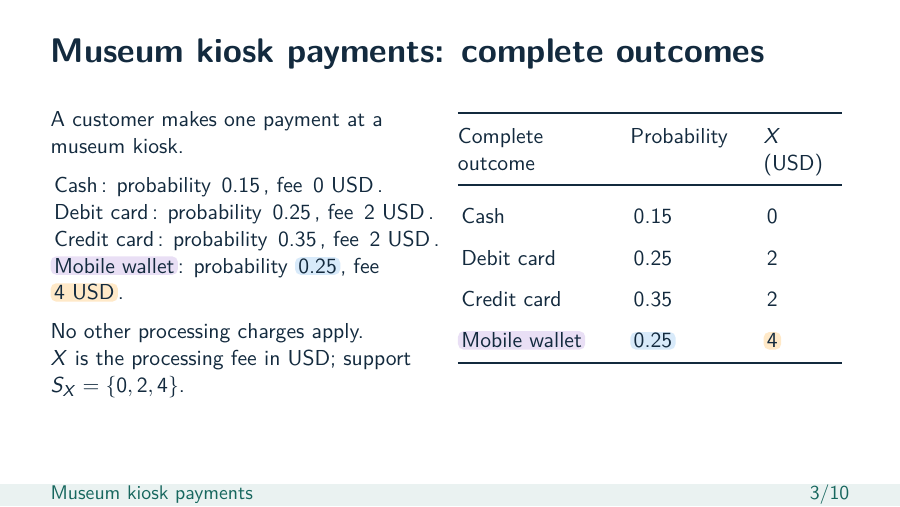 Museum kiosk payments: complete outcomes
A customer makes one payment at a
museum kiosk.
Cash: probability 0.15, fee 0 USD.
Debit card: probability 0.25, fee 2 USD.
Credit card: probability 0.35, fee 2 USD.
Mobile wallet: probability 0.25, fee
4 USD.
No other processing charges apply.
X is the processing fee in USD; support
S_X = {0, 2, 4}.
Complete outcome Probability X (USD)
Cash 0.15 0
Debit card 0.25 2
Credit card 0.35 2
Mobile wallet 0.25 4
Museum kiosk payments 3/10